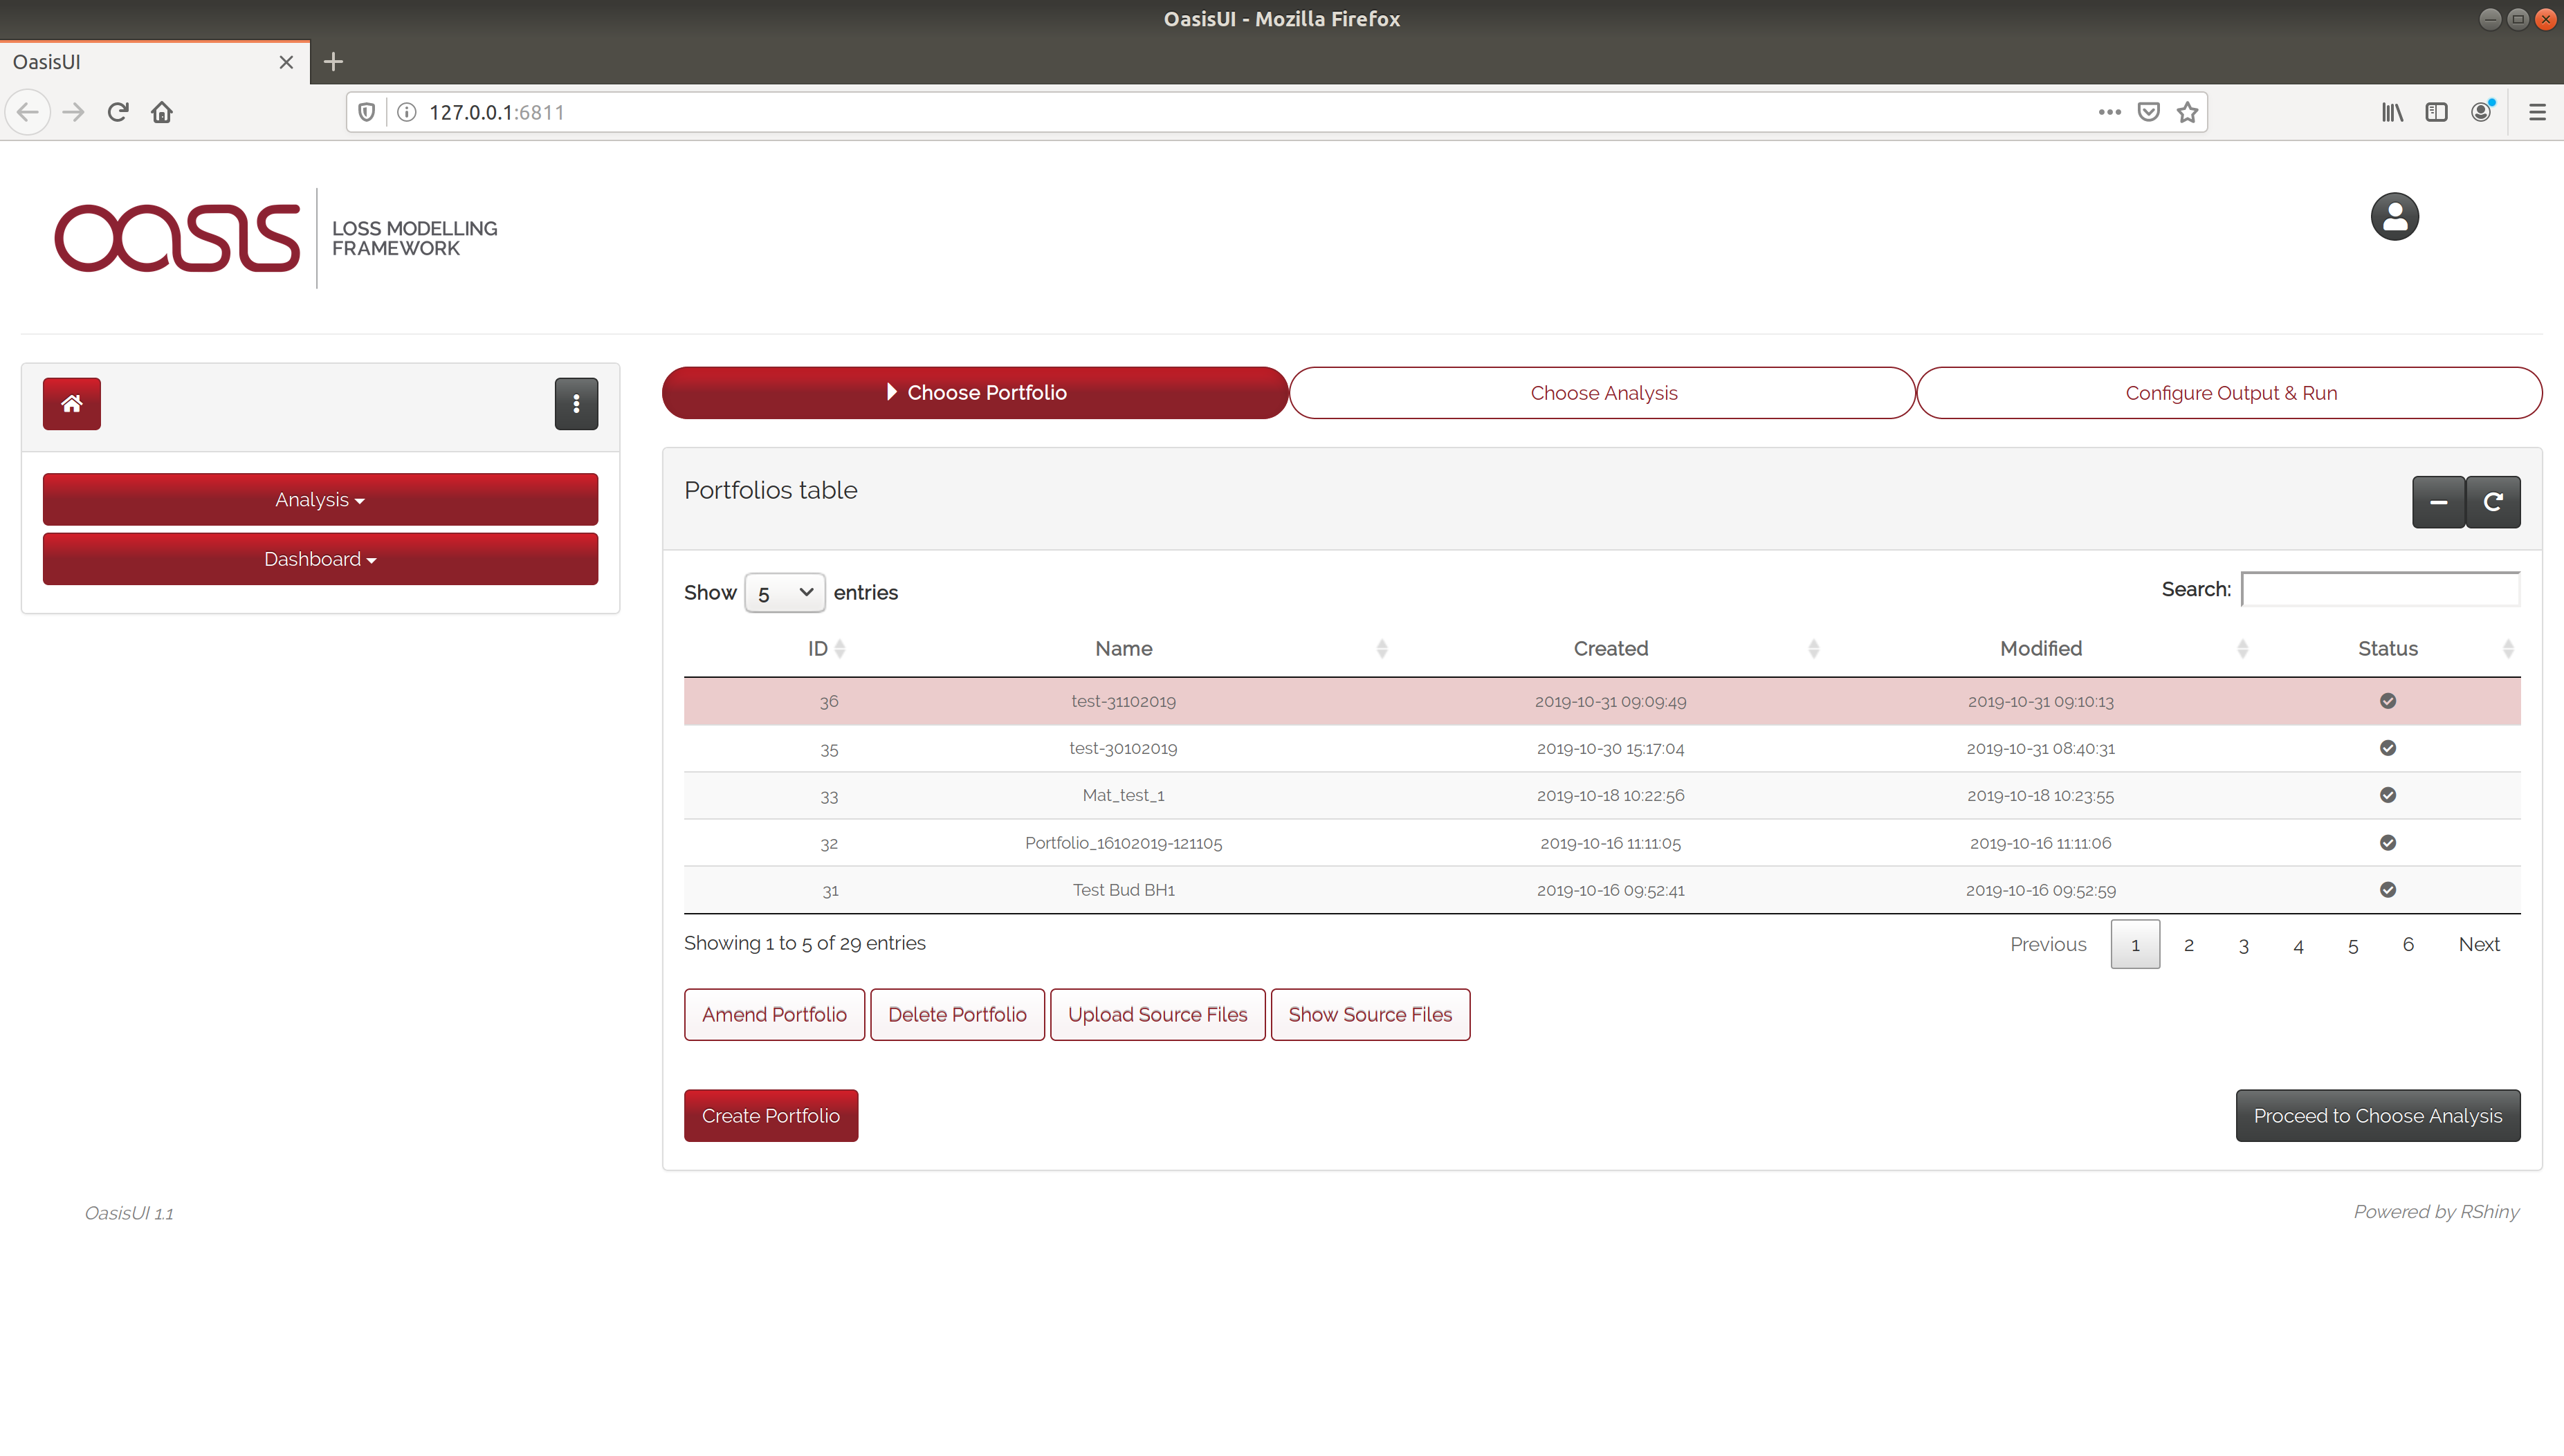 OasisUI - Mozilla Firefox
OasisUI
127.0.0.1:6811
oasis
LOSS MODELLING
FRAMEWORK
Choose Portfolio
Choose Analysis
Configure Output & Run
Analysis
Dashboard
Portfolios table
Show 5 entries
Search:
ID Name Created Modified Status
36 test-31102019 2019-10-31 09:09:49 2019-10-31 09:10:13
35 test-30102019 2019-10-30 15:17:04 2019-10-31 08:40:31
33 Mat_test_1 2019-10-18 10:22:56 2019-10-18 10:23:55
32 Portfolio_16102019-121105 2019-10-16 11:11:05 2019-10-16 11:11:06
31 Test Bud BH1 2019-10-16 09:52:41 2019-10-16 09:52:59
Showing 1 to 5 of 29 entries
Previous 1 2 3 4 5 6 Next
Amend Portfolio Delete Portfolio Upload Source Files Show Source Files
Create Portfolio
Proceed to Choose Analysis
OasisUI 1.1
Powered by RShiny